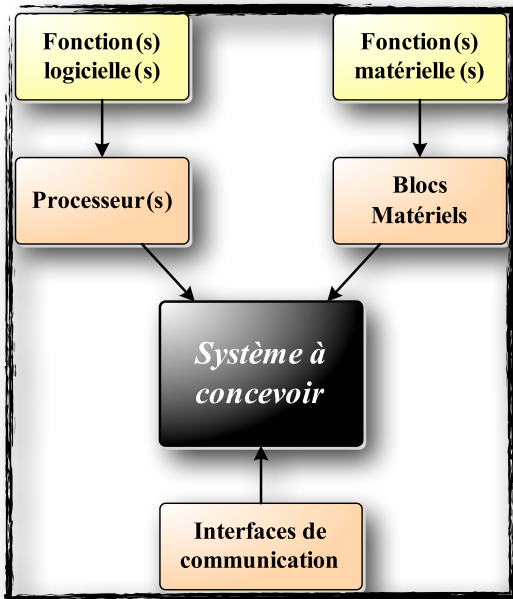 Fonction(s)
logicielle(s)
Fonction(s)
matérielle (s)
Processeur(s)
Blocs
Matériels
Système à
concevoir
Interfaces de
communication